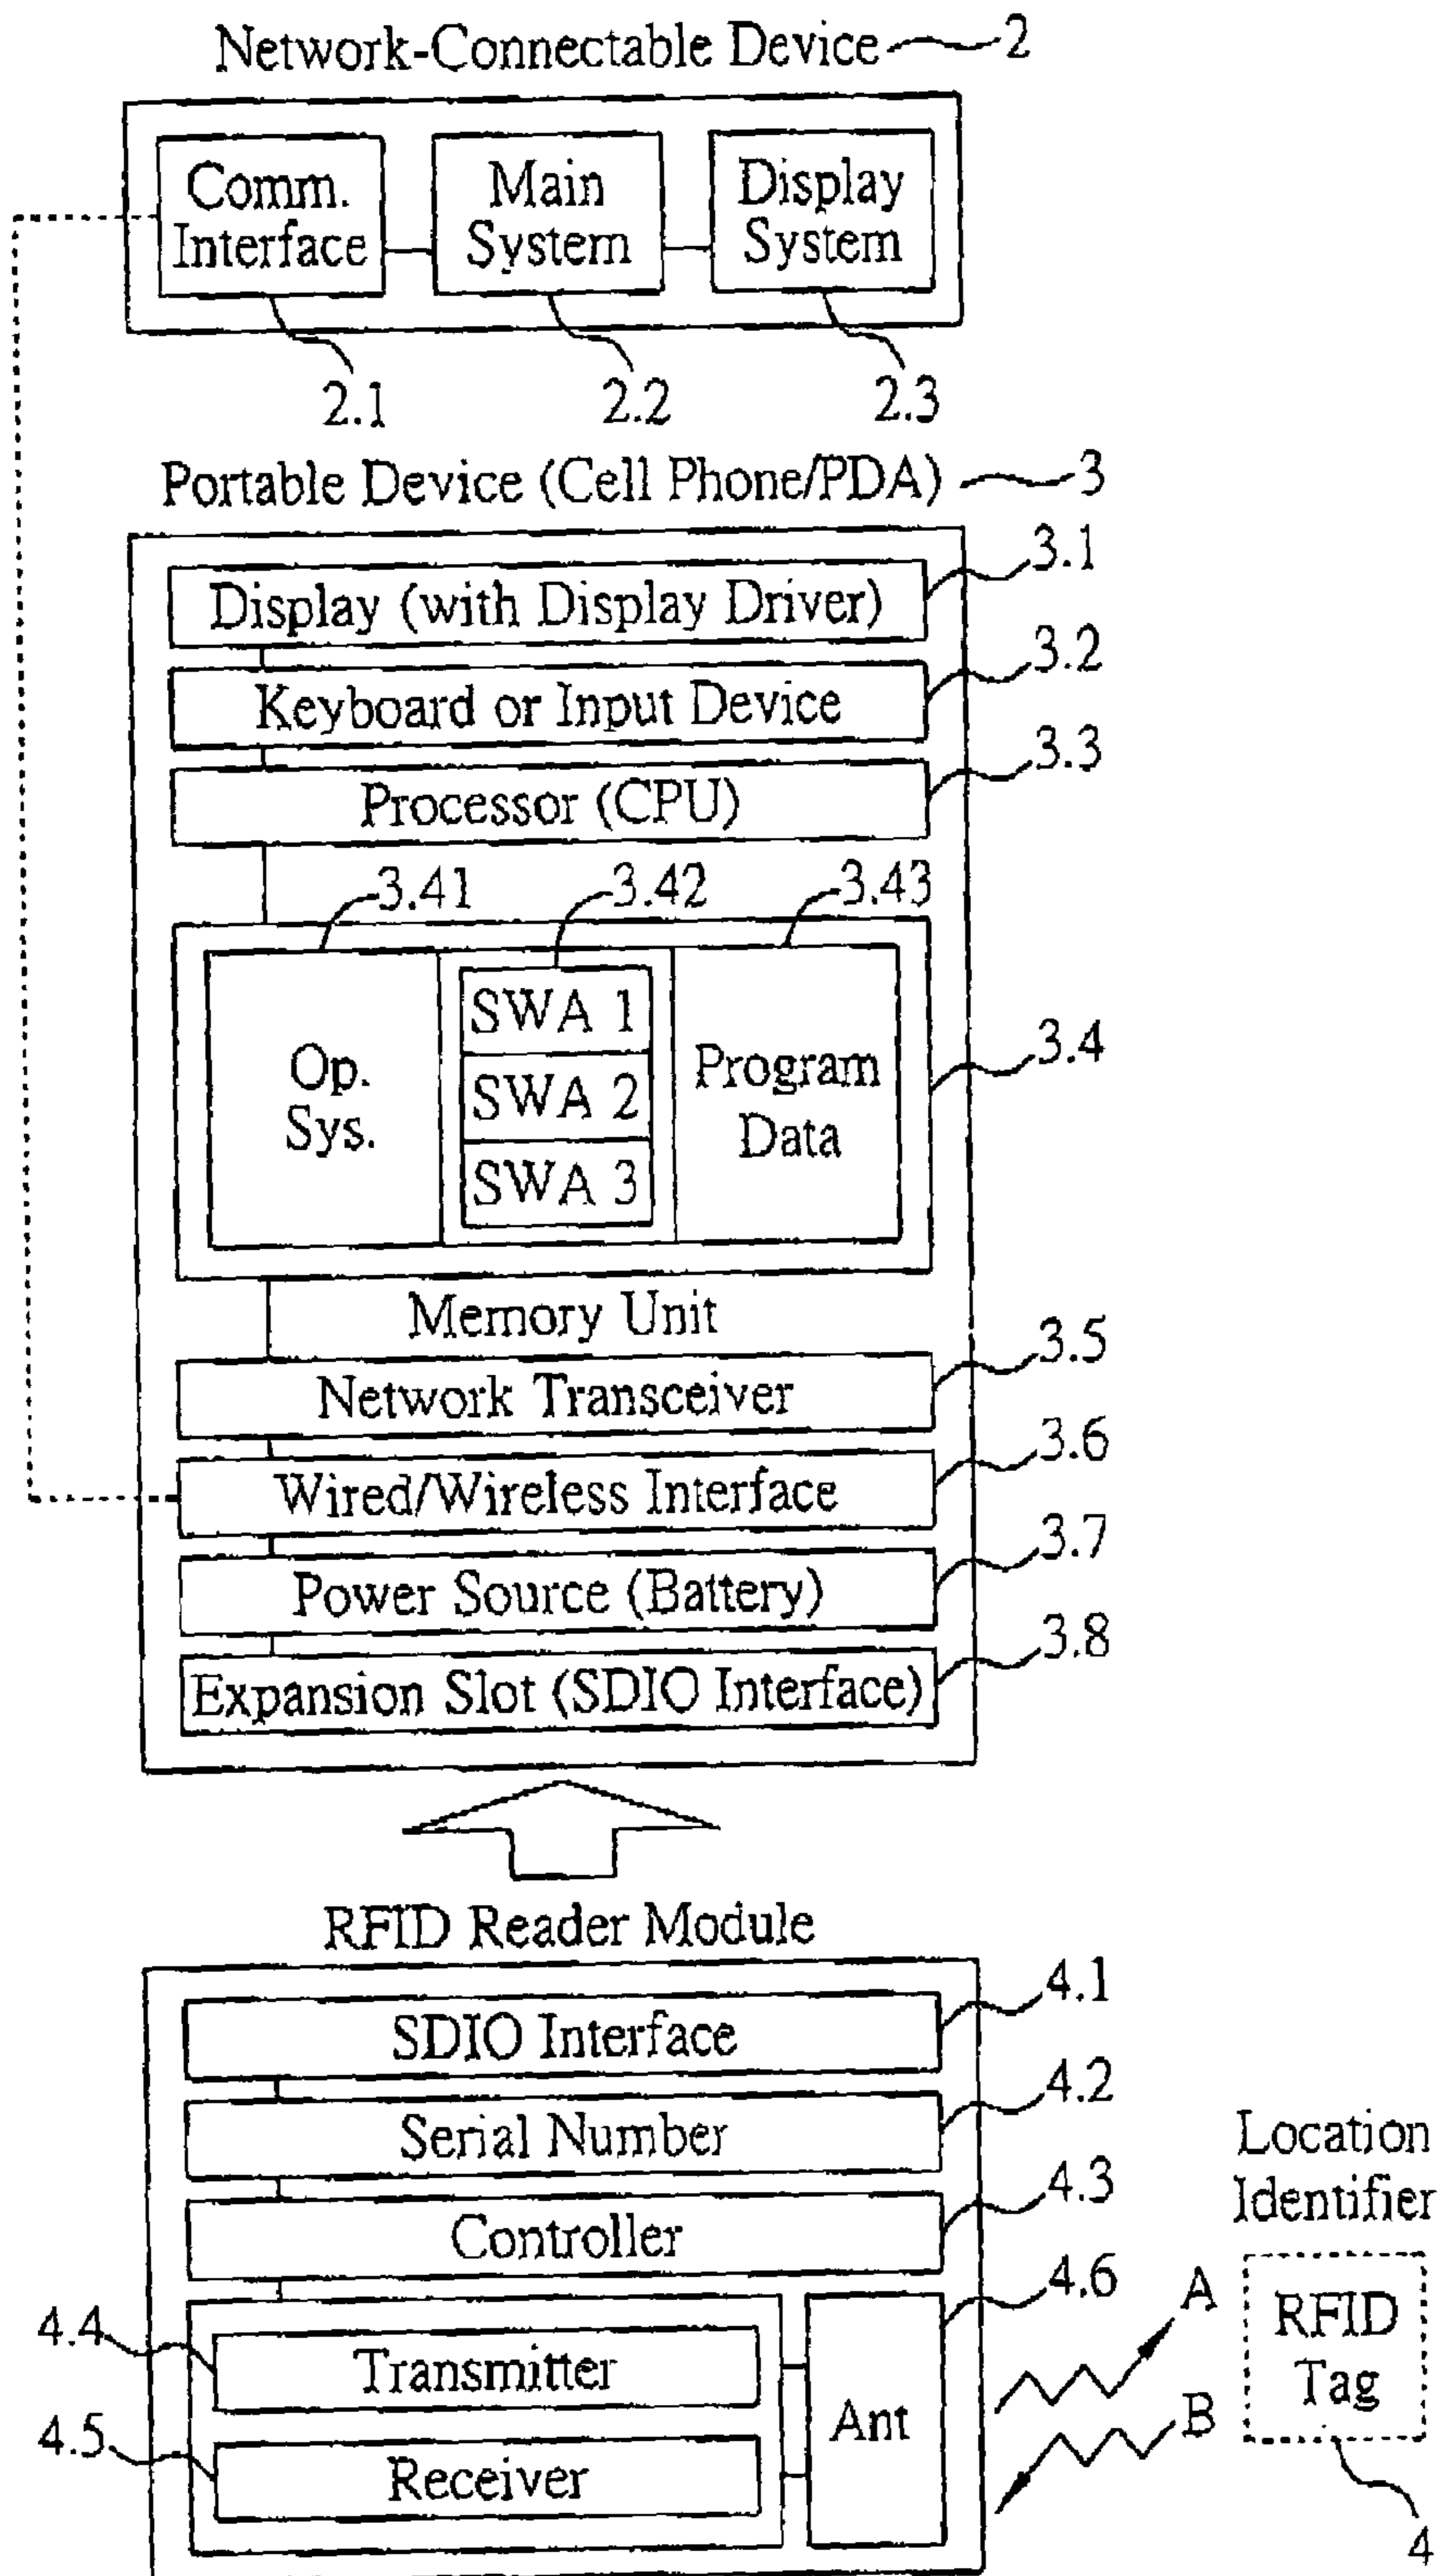 Network-Connectable Device 2
Comm.
Interface
Main
System
Display
System
2.1 2.2 2.3
Portable Device (Cell Phone/PDA) 3
Display (with Display Driver) 3.1
Keyboard or Input Device 3.2
Processor (CPU) 3.3
3.41 3.42 3.43
Op.
Sys.
SWA 1
SWA 2
SWA 3
Program
Data
3.4
Memory Unit
Network Transceiver 3.5
Wired/Wireless Interface 3.6
Power Source (Battery) 3.7
Expansion Slot (SDIO Interface) 3.8
RFID Reader Module
SDIO Interface 4.1
Serial Number 4.2
Controller 4.3
4.4 Transmitter
4.5 Receiver
Ant 4.6
A
B
Location
Identifier
RFID
Tag
4